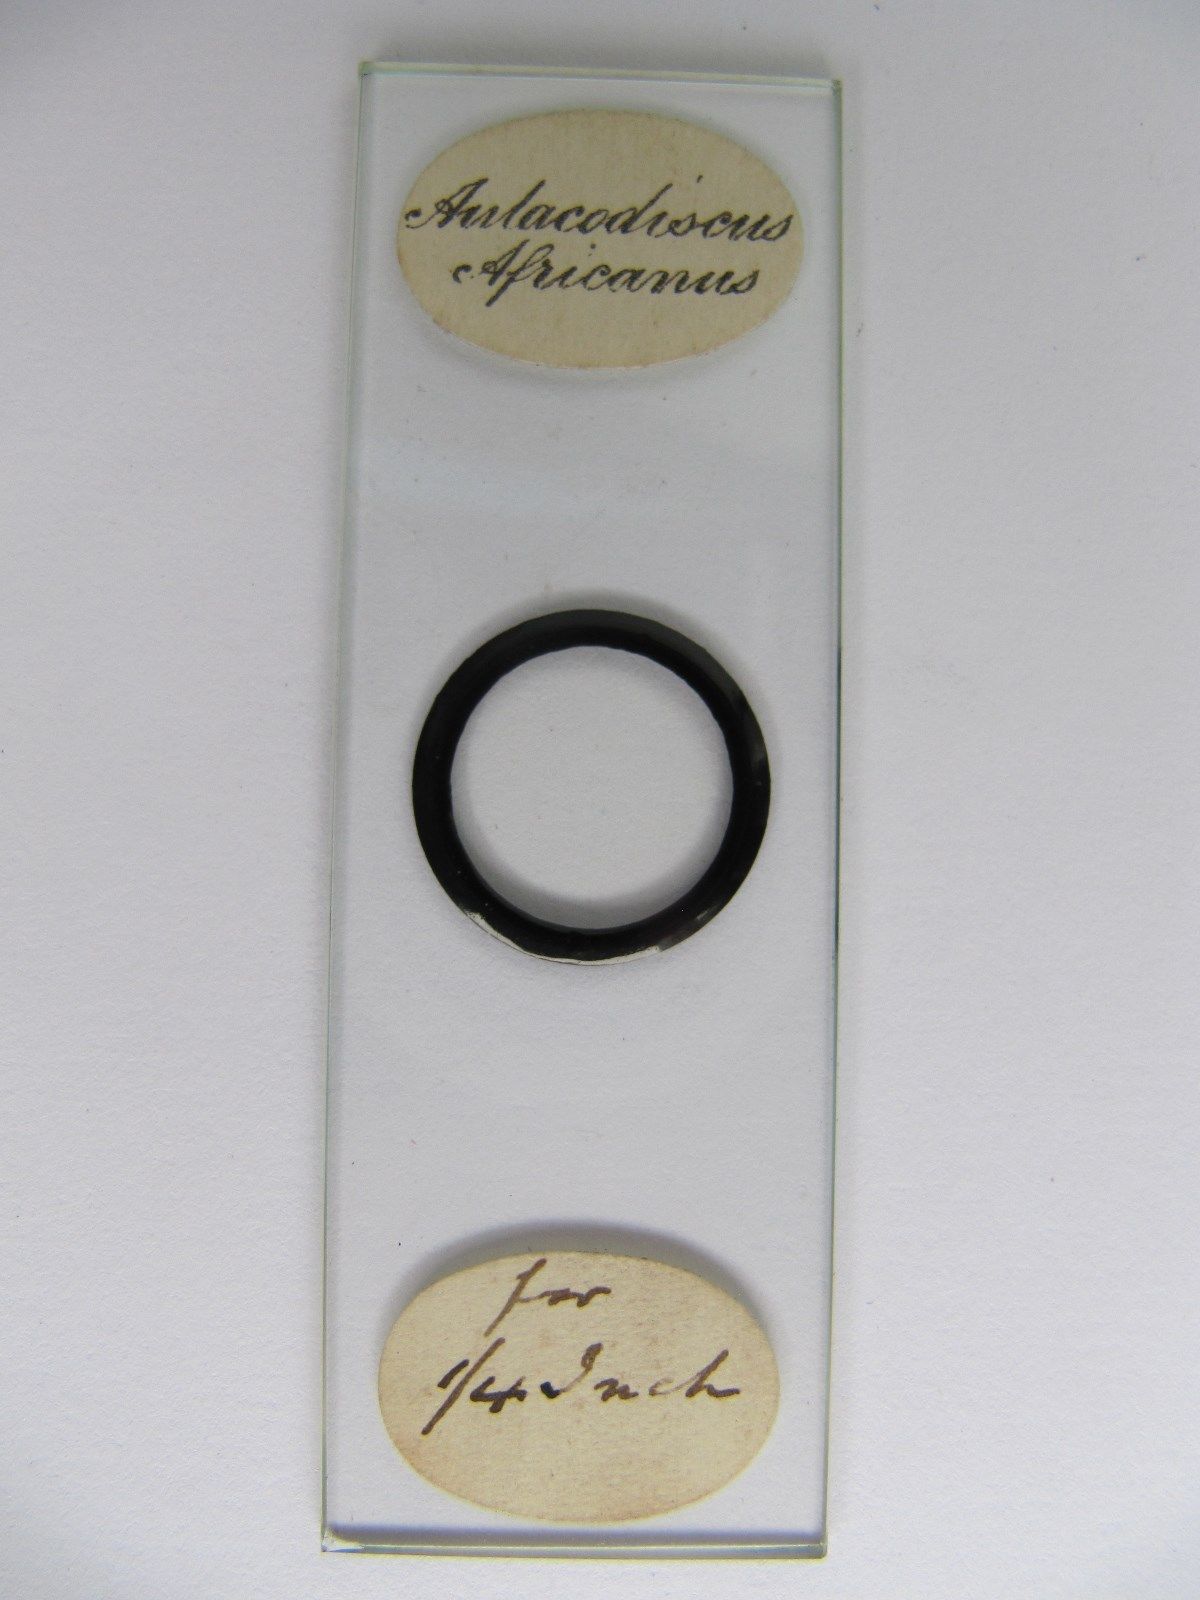 Aulacodiscus
Africanus
for
1/4 Inch